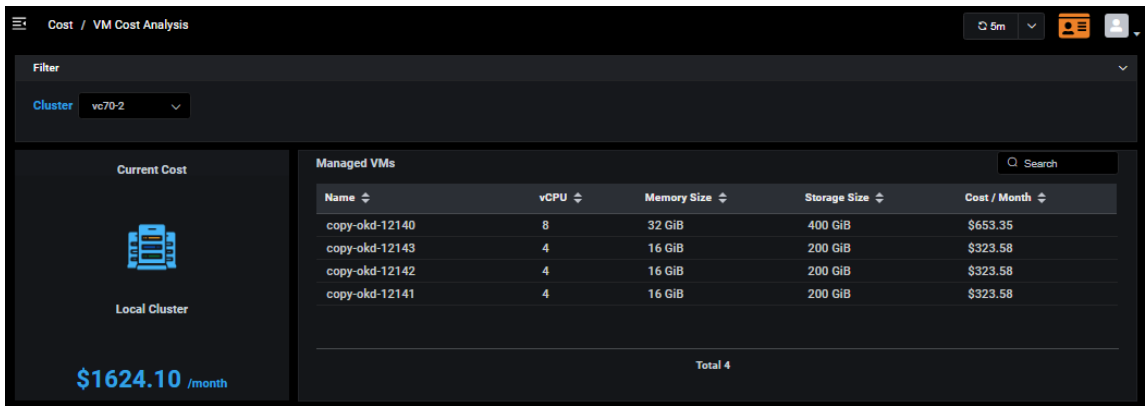 Cost / VM Cost Analysis
5m
Filter
Cluster vc70-2
Current Cost
Local Cluster
$1624.10 /month
Managed VMs
Search
Name vCPU Memory Size Storage Size Cost / Month
copy-okd-12140 8 32 GiB 400 GiB $653.35
copy-okd-12143 4 16 GiB 200 GiB $323.58
copy-okd-12142 4 16 GiB 200 GiB $323.58
copy-okd-12141 4 16 GiB 200 GiB $323.58
Total 4